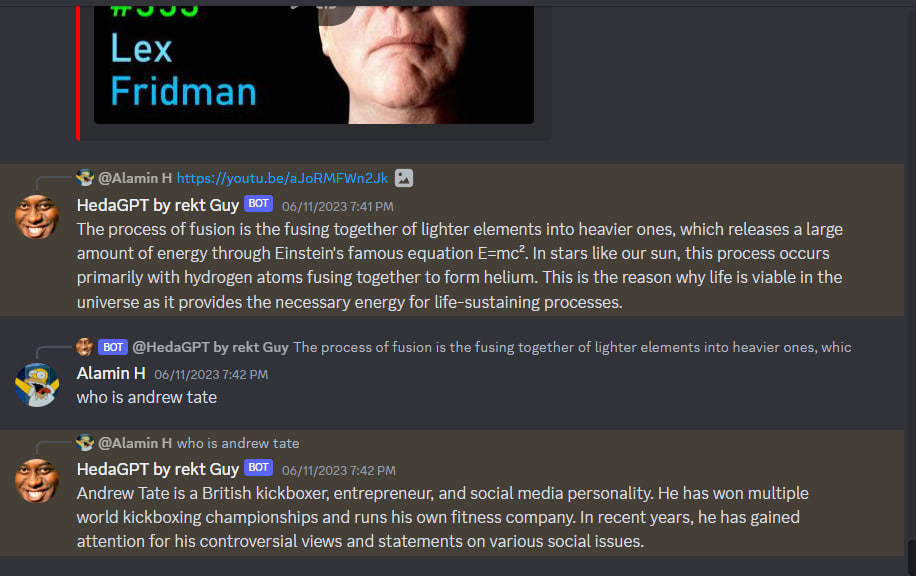 #353
Lex
Fridman
@Alamin H https://youtu.be/aJoRMFWn2Jk
HedaGPT by rekt Guy BOT 06/11/2023 7:41 PM
The process of fusion is the fusing together of lighter elements into heavier ones, which releases a large
amount of energy through Einstein's famous equation E=mc². In stars like our sun, this process occurs
primarily with hydrogen atoms fusing together to form helium. This is the reason why life is viable in the
universe as it provides the necessary energy for life-sustaining processes.
BOT @HedaGPT by rekt Guy The process of fusion is the fusing together of lighter elements into heavier ones, whic
Alamin H 06/11/2023 7:42 PM
who is andrew tate
@Alamin H who is andrew tate
HedaGPT by rekt Guy BOT 06/11/2023 7:42 PM
Andrew Tate is a British kickboxer, entrepreneur, and social media personality. He has won multiple
world kickboxing championships and runs his own fitness company. In recent years, he has gained
attention for his controversial views and statements on various social issues.